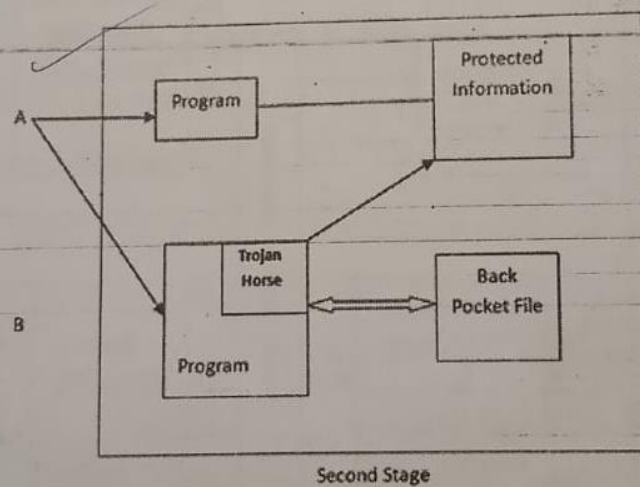 Protected
Information
Program
A
Trojan
Horse
Back
Pocket File
B
Program
Second Stage